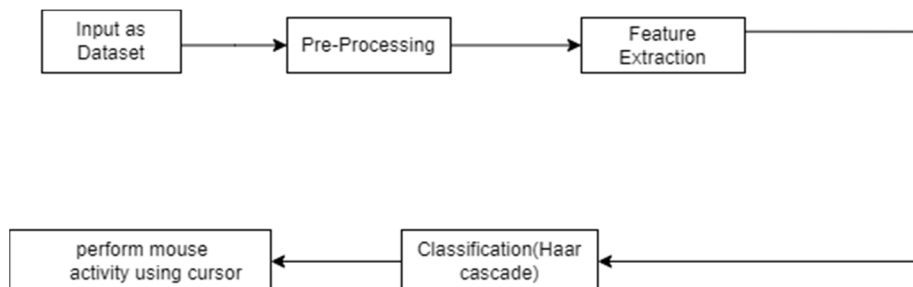 Input as
Dataset
Pre-Processing
Feature
Extraction
perform mouse
activity using cursor
Classification(Haar
cascade)